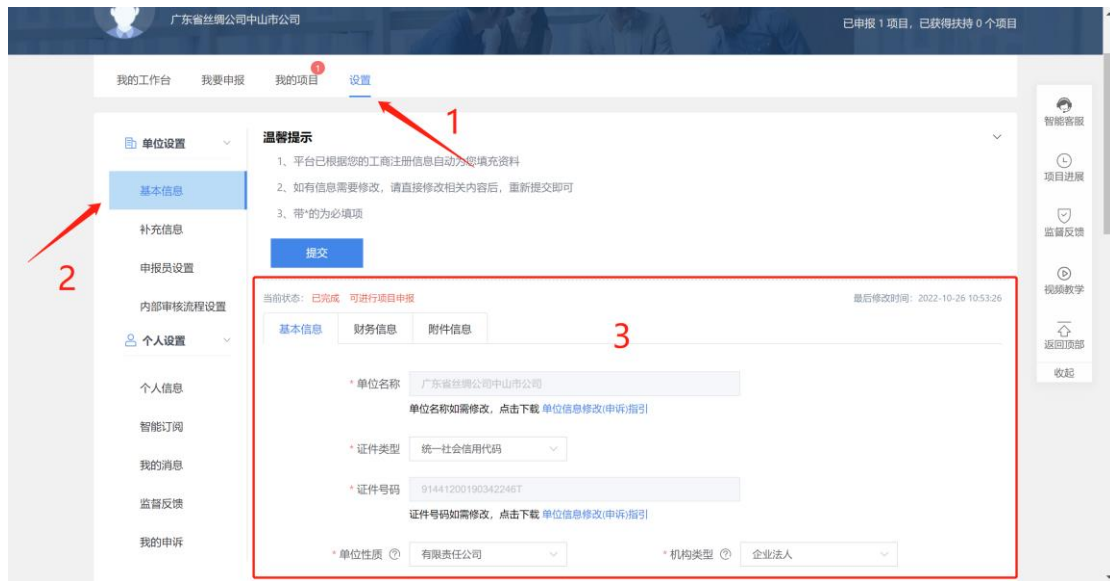 广东省丝绸公司中山市公司
已申报 1 项目，已获得扶持 0 个项目
我的工作台 我要申报 我的项目 1 设置
1
智能客服
项目进展
监督反馈
视频教学
返回顶部
收起
单位设置
基本信息
补充信息
申报员设置
内部审核流程设置
个人设置
个人信息
智能订阅
我的消息
监督反馈
我的申诉
2
温馨提示
1、平台已根据您的工商注册信息自动为您填充资料
2、如有信息需要修改，请直接修改相关内容后，重新提交即可
3、带*的为必填项
提交
当前状态：已完成 可进行项目申报
最后修改时间：2022-10-26 10:53:26
基本信息 财务信息 附件信息
3
* 单位名称 广东省丝绸公司中山市公司
单位名称如需修改，点击下载 单位信息修改(申诉)指引
* 证件类型 统一社会信用代码
* 证件号码 91441200190342246T
证件号码如需修改，点击下载 单位信息修改(申诉)指引
* 单位性质 ? 有限责任公司
* 机构类型 ? 企业法人